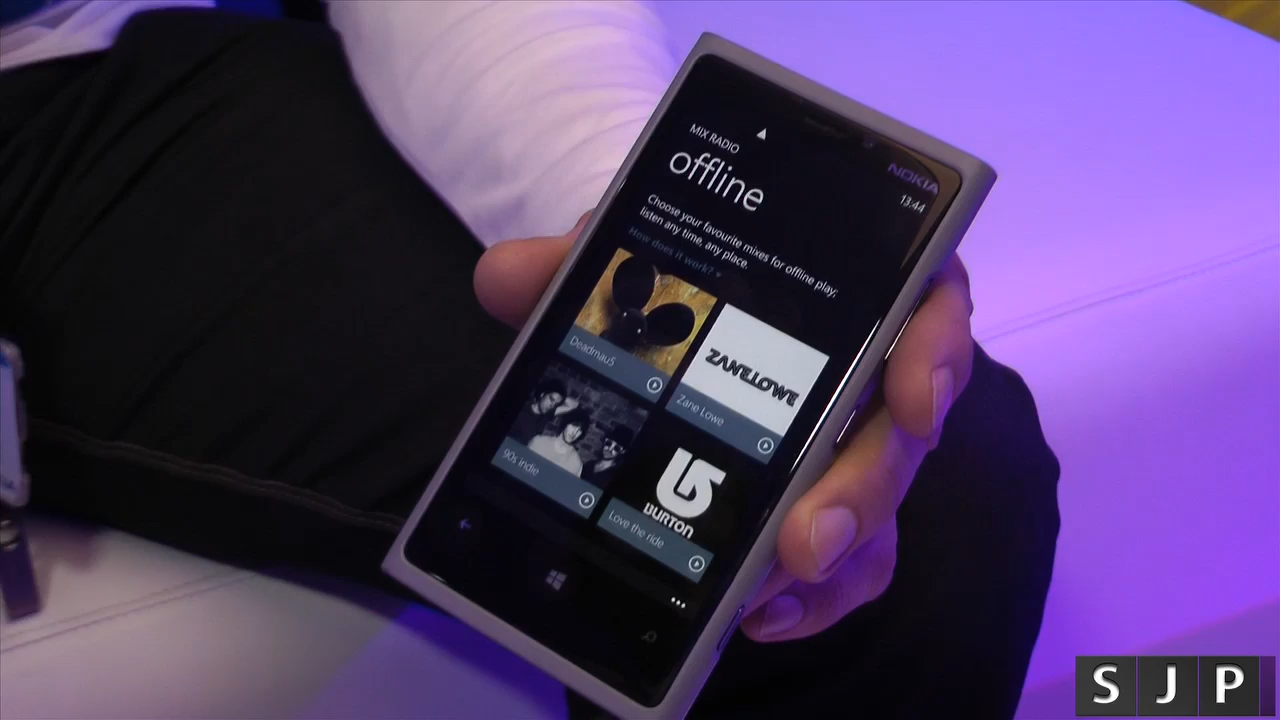 NOKIA
13:44
MIX RADIO
offline
Choose your favourite mixes for offline play;
listen any time, any place.
How does it work?
Deadmau5
ZANELOWE
Zane Lowe
90s indie
BURTON
Love the ride
S J P